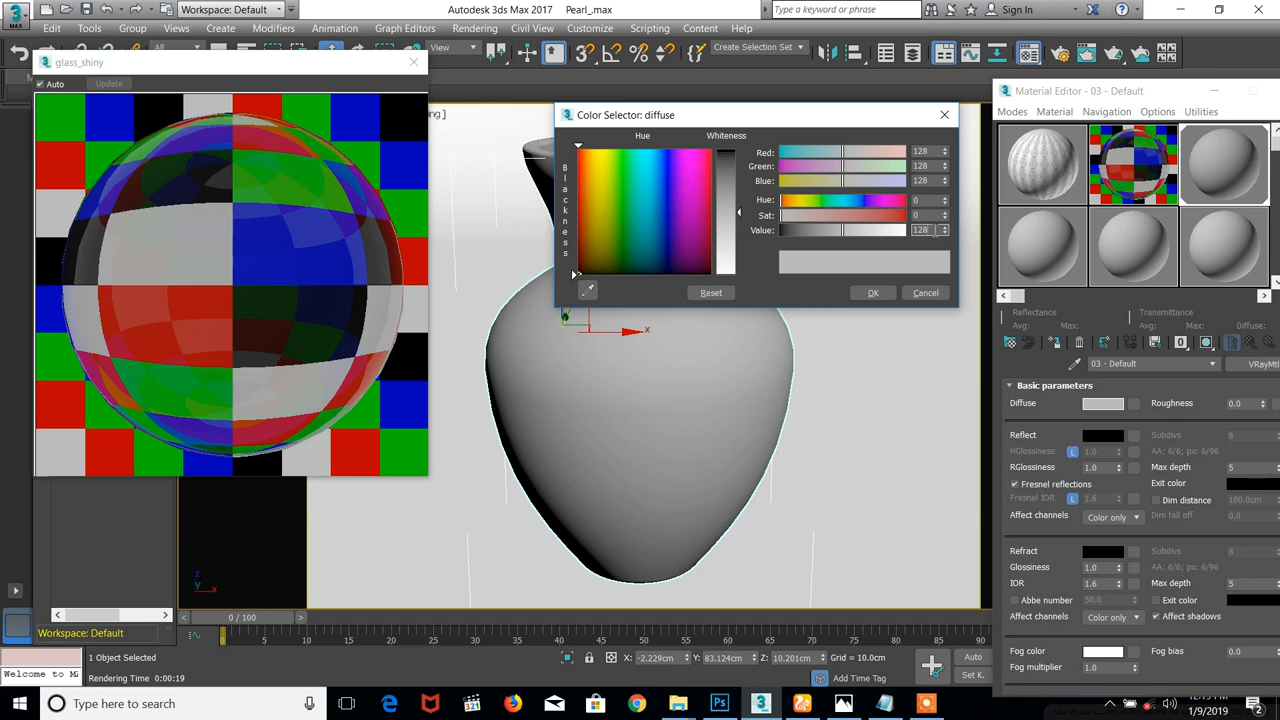 MAX
Workspace: Default
Autodesk 3ds Max 2017 Pearl_.max
Type a keyword or phrase
Sign In
Edit Tools Group Views Create Modifiers Animation Graph Editors Rendering Civil View Customize Scripting Content Help
All
View
Create Selection Set
glass_shiny
Auto
Update
Color Selector: diffuse
Hue
Whiteness
Blackness
Red: 128
Green: 128
Blue: 128
Hue: 0
Sat: 0
Value: 128
Reset
OK
Cancel
x
Material Editor - 03 - Default
Modes Material Navigation Options Utilities
Reflectance
Avg: Max:
Transmittance
Avg: Max: Diffuse:
03 - Default
VRayMtl
Basic parameters
Diffuse
Roughness 0.0
Reflect
Subdivs 8
HGlossiness L 1.0
AA: 6/6; px: 6/96
RGlossiness 1.0
Max depth 5
Fresnel reflections
Exit color
Fresnel IOR L 1.6
Dim distance 100.0cm
Affect channels Color only
Dim fall off 0.0
Refract
Subdivs 8
Glossiness 1.0
AA: 6/6; px: 6/96
IOR 1.6
Max depth 5
Abbe number 50.0
Exit color
Affect channels Color only
Affect shadows
Fog color
Fog bias 0.0
Fog multiplier 1.0
z
y
x
0 / 100
Workspace: Default
0 5 10 15 20 25 30 35 40 45 50 55 60 65 70 75 80 85 90
1 Object Selected
X: -2.229cm Y: 83.124cm Z: 10.201cm Grid = 10.0cm
Auto
Welcome to MA
Rendering Time 0:00:19
Add Time Tag
Set K.
Type here to search
1/9/2019
2